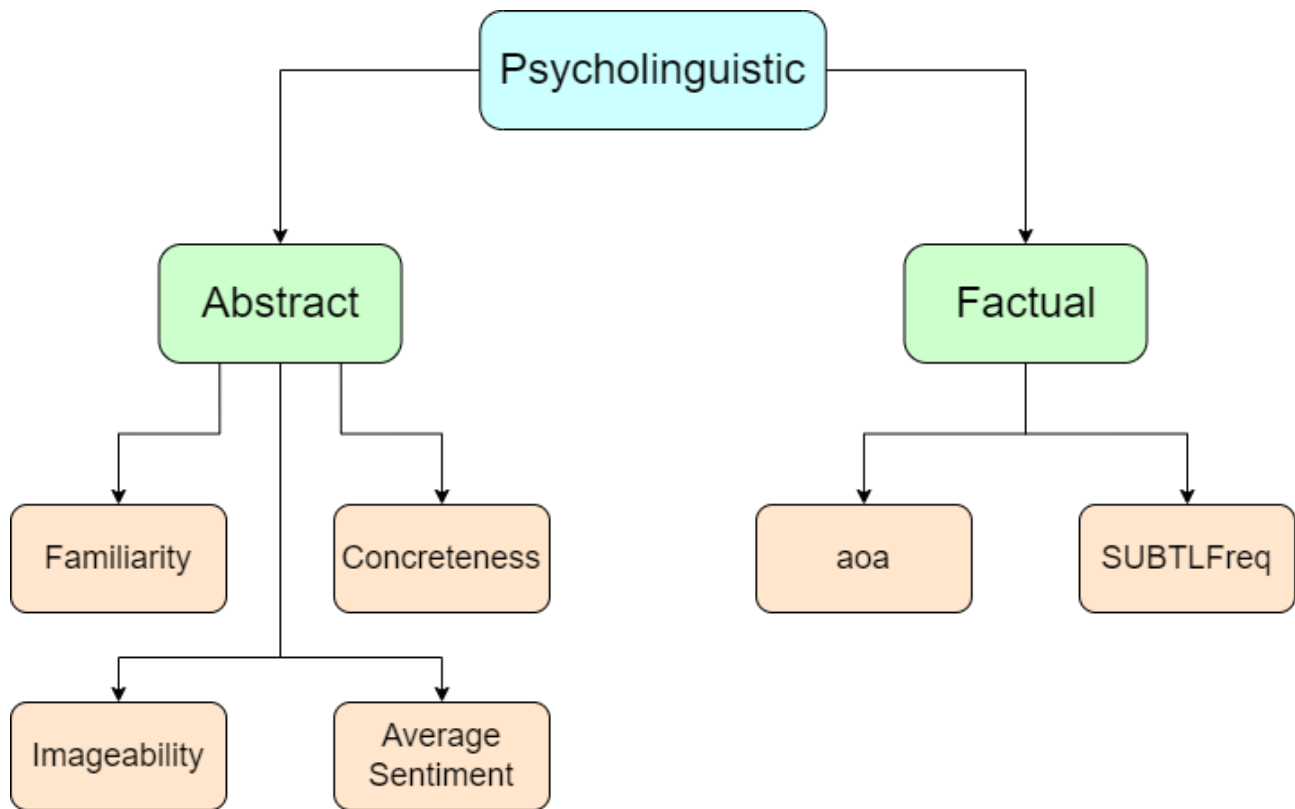 Psycholinguistic
Abstract
Factual
Familiarity
Concreteness
aoa
SUBTLFreq
Imageability
Average
Sentiment